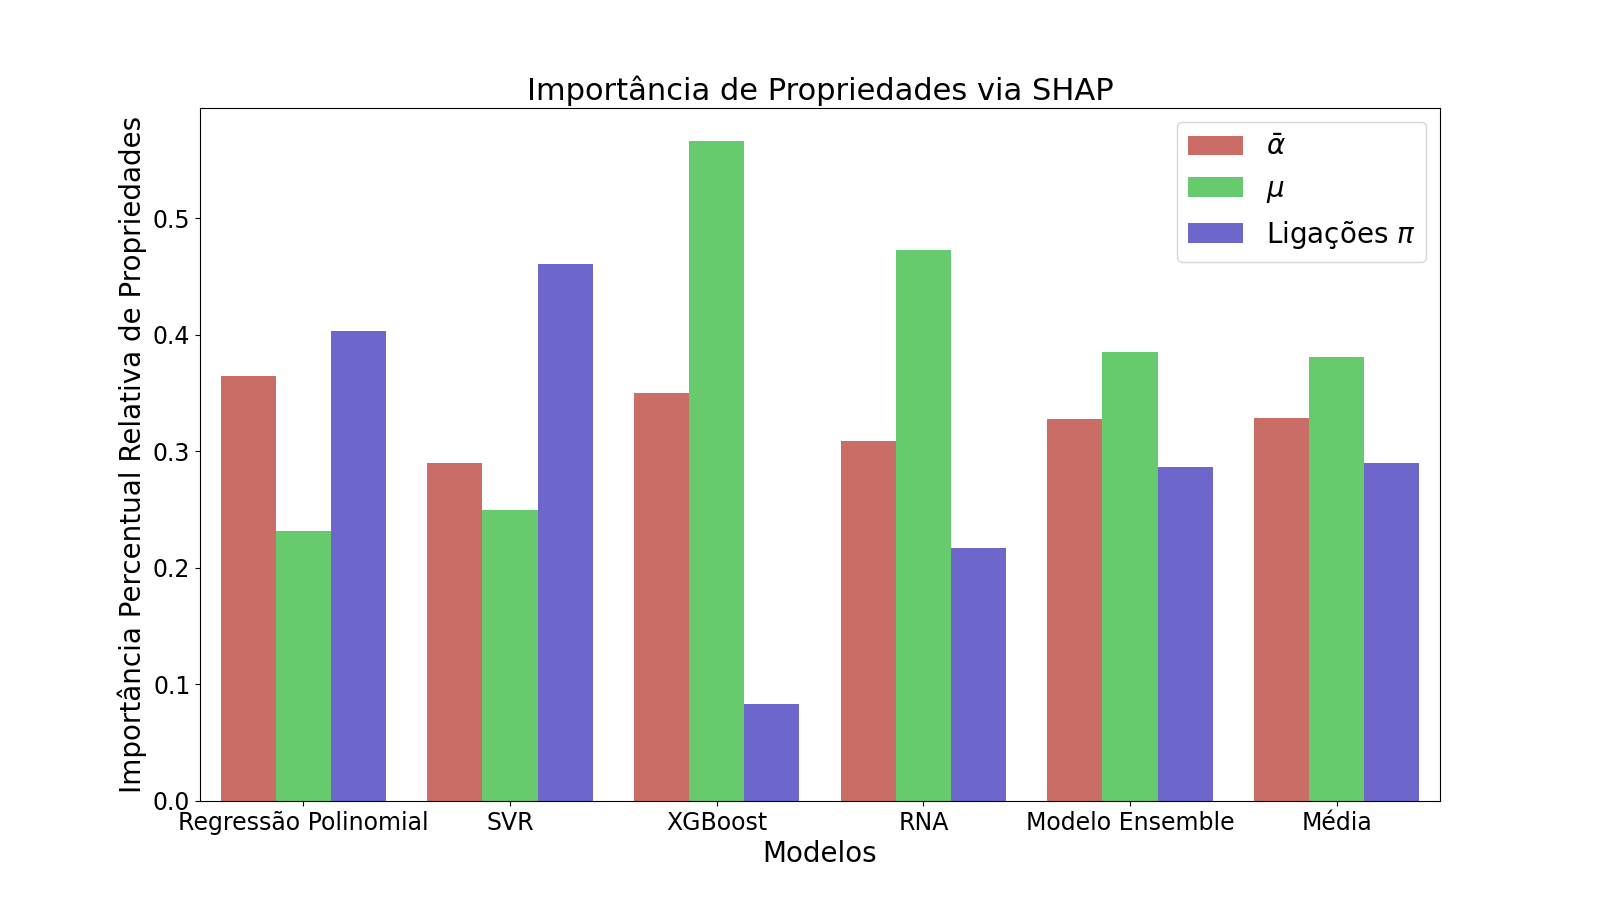 Importância de Propriedades via SHAP
Importância Percentual Relativa de Propriedades
0.5
0.4
0.3
0.2
0.1
0.0
ᾱ
μ
Ligações π
Regressão Polinomial
SVR
XGBoost
RNA
Modelo Ensemble
Média
Modelos